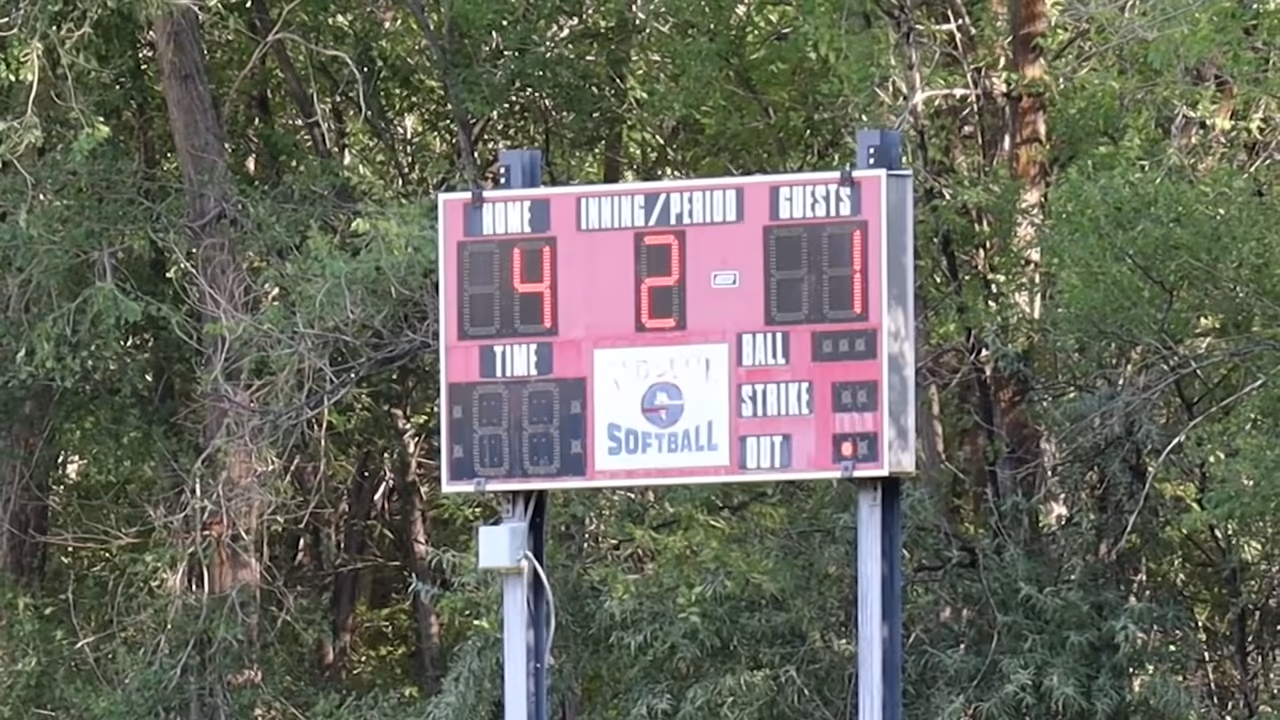 HOME INNING/PERIOD GUESTS
4 2 1
TIME
BALL
STRIKE
OUT
SOFTBALL